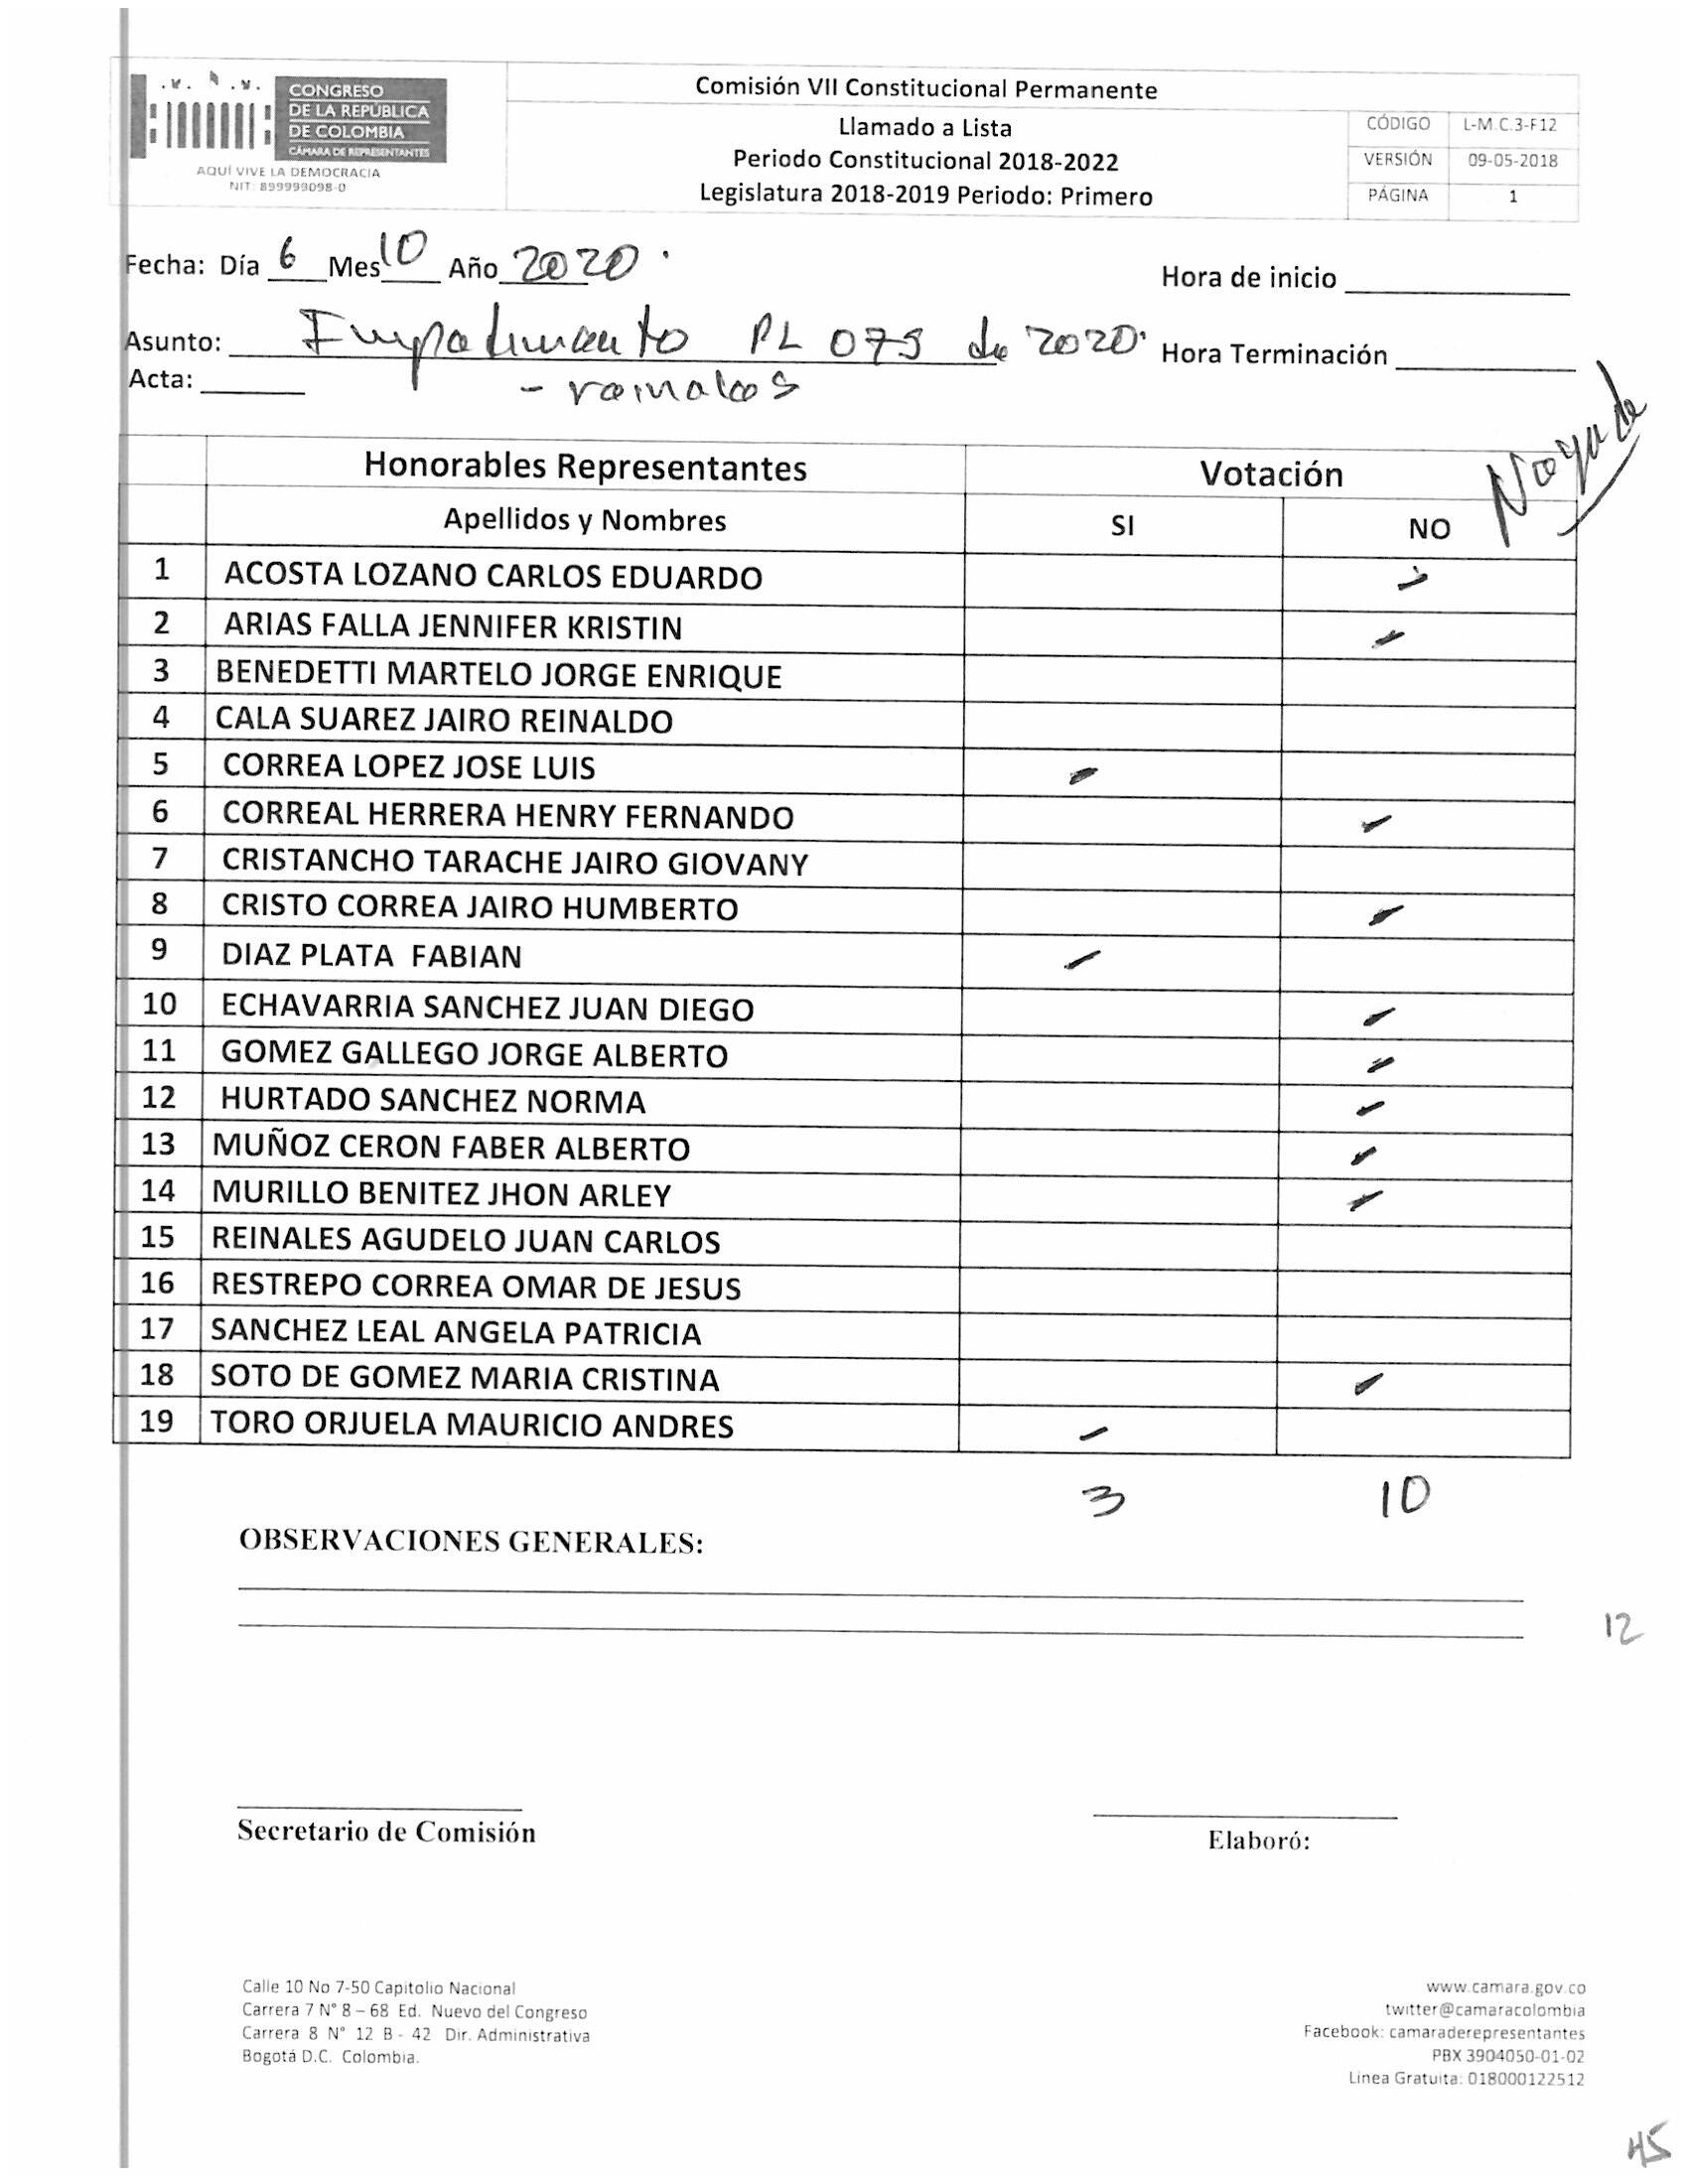 CONGRESO
DE LA REPÚBLICA
DE COLOMBIA
CÁMARA DE REPRESENTANTES
AQUÍ VIVE LA DEMOCRACIA
NIT: 899999098-0
Comisión VII Constitucional Permanente
Llamado a Lista
Periodo Constitucional 2018-2022
Legislatura 2018-2019 Periodo: Primero
CÓDIGO L-M.C.3-F12
VERSIÓN 09-05-2018
PÁGINA 1
Fecha: Día 6 Mes 10 Año 2020.
Hora de inicio
Asunto: Impedimento PL 075 de 2020.
Hora Terminación
Acta:
- reinales
Negado
Honorables Representantes Votación
Apellidos y Nombres SI NO
1 ACOSTA LOZANO CARLOS EDUARDO
2 ARIAS FALLA JENNIFER KRISTIN
3 BENEDETTI MARTELO JORGE ENRIQUE
4 CALA SUAREZ JAIRO REINALDO
5 CORREA LOPEZ JOSE LUIS
6 CORREAL HERRERA HENRY FERNANDO
7 CRISTANCHO TARACHE JAIRO GIOVANY
8 CRISTO CORREA JAIRO HUMBERTO
9 DIAZ PLATA FABIAN
10 ECHAVARRIA SANCHEZ JUAN DIEGO
11 GOMEZ GALLEGO JORGE ALBERTO
12 HURTADO SANCHEZ NORMA
13 MUÑOZ CERON FABER ALBERTO
14 MURILLO BENITEZ JHON ARLEY
15 REINALES AGUDELO JUAN CARLOS
16 RESTREPO CORREA OMAR DE JESUS
17 SANCHEZ LEAL ANGELA PATRICIA
18 SOTO DE GOMEZ MARIA CRISTINA
19 TORO ORJUELA MAURICIO ANDRES
3 10
OBSERVACIONES GENERALES:
12
Secretario de Comisión
Elaboró:
Calle 10 No 7-50 Capitolio Nacional
Carrera 7 N° 8 – 68 Ed. Nuevo del Congreso
Carrera 8 N° 12 B - 42 Dir. Administrativa
Bogotá D.C. Colombia.
www.camara.gov.co
twitter@camaracolombia
Facebook: camaraderepresentantes
PBX 3904050-01-02
Linea Gratuita: 018000122512
45